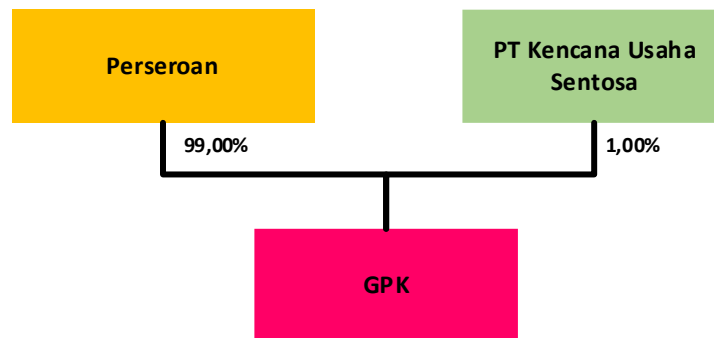 Perseroan
PT Kencana Usaha
Sentosa
99,00%
1,00%
GPK